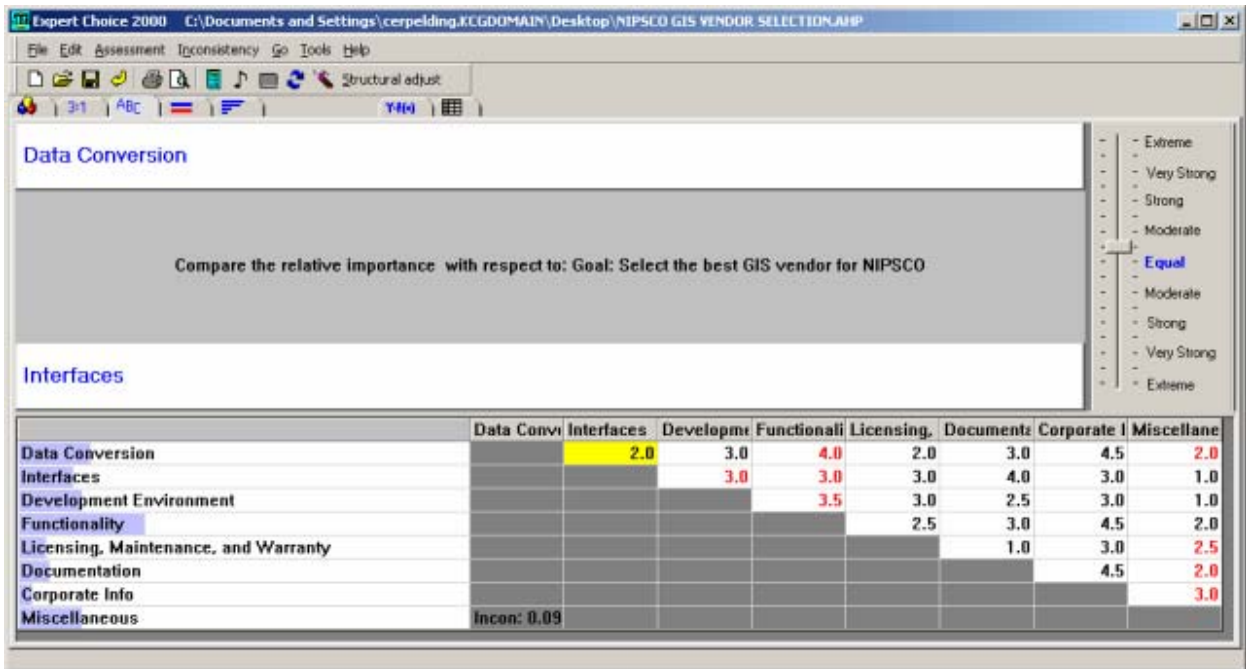 Expert Choice 2000 C:\Documents and Settings\cerpelding.KCGDOMAIN\Desktop\NIPSCO GIS VENDOR SELECTION.AHP
File Edit Assessment Inconsistency Go Tools Help
Structural adjust
3:1 ABC
Data Conversion
Compare the relative importance with respect to: Goal: Select the best GIS vendor for NIPSCO
Interfaces
Extreme
Very Strong
Strong
Moderate
Equal
Moderate
Strong
Very Strong
Extreme
Data Conve Interfaces Developme Functionali Licensing, Documenta Corporate I Miscellane
Data Conversion 2.0 3.0 4.0 2.0 3.0 4.5 2.0
Interfaces 3.0 3.0 3.0 4.0 3.0 1.0
Development Environment 3.5 3.0 2.5 3.0 1.0
Functionality 2.5 3.0 4.5 2.0
Licensing, Maintenance, and Warranty 1.0 3.0 2.5
Documentation 4.5 2.0
Corporate Info 3.0
Miscellaneous Incon: 0.09